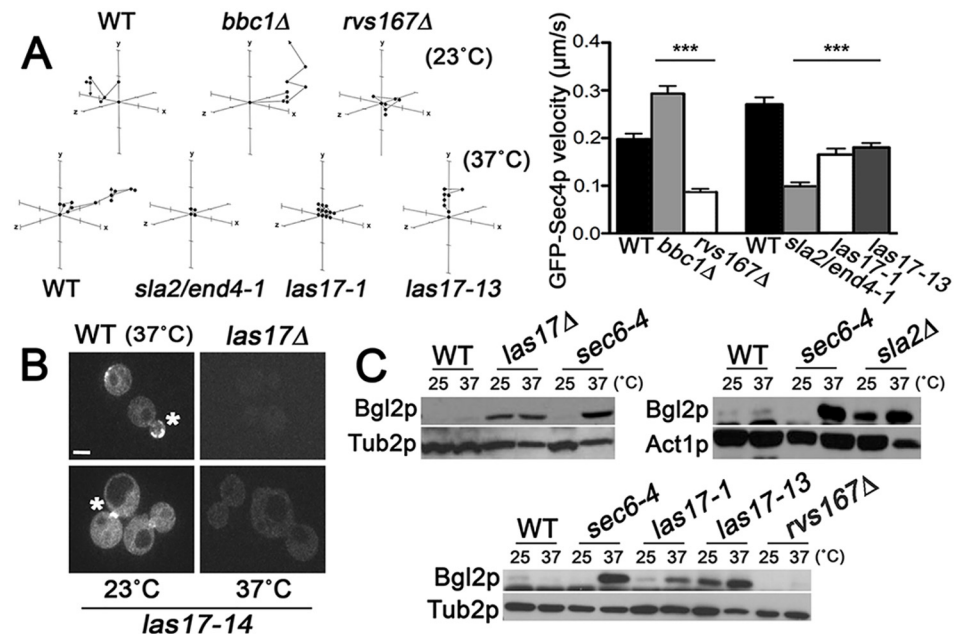 A
WT bbc1Δ rvs167Δ
(23˚C)
y
y
y
z x
z x
z x
(37˚C)
y
y
y
y
z x
z x
z x
z x
WT sla2/end4-1 las17-1 las17-13
GFP-Sec4p velocity (μm/s)
0.4
0.3
0.2
0.1
0.0
*** ***
WT bbc1Δ rvs167Δ WT sla2/end4-1 las17-1 las17-13
B
WT (37˚C) las17Δ
*
*
23°C 37°C
las17-14
C
WT las17Δ sec6-4
25 37 25 37 25 37 (˚C)
Bgl2p
Tub2p
WT sec6-4 sla2Δ
25 37 25 37 25 37 (˚C)
Bgl2p
Act1p
WT sec6-4 las17-1 las17-13 rvs167Δ
25 37 25 37 25 37 25 37 25 37 (˚C)
Bgl2p
Tub2p